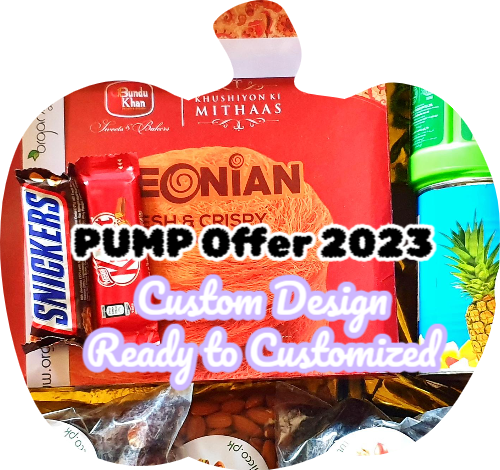 Bundu
Khan
Sweets & Bakers
KHUSHIYON KI
MITHAAS
EONIAN
ESH & CRISPY
SNICKERS
PUMP Offer 2023
Custom Design
Ready to Customized